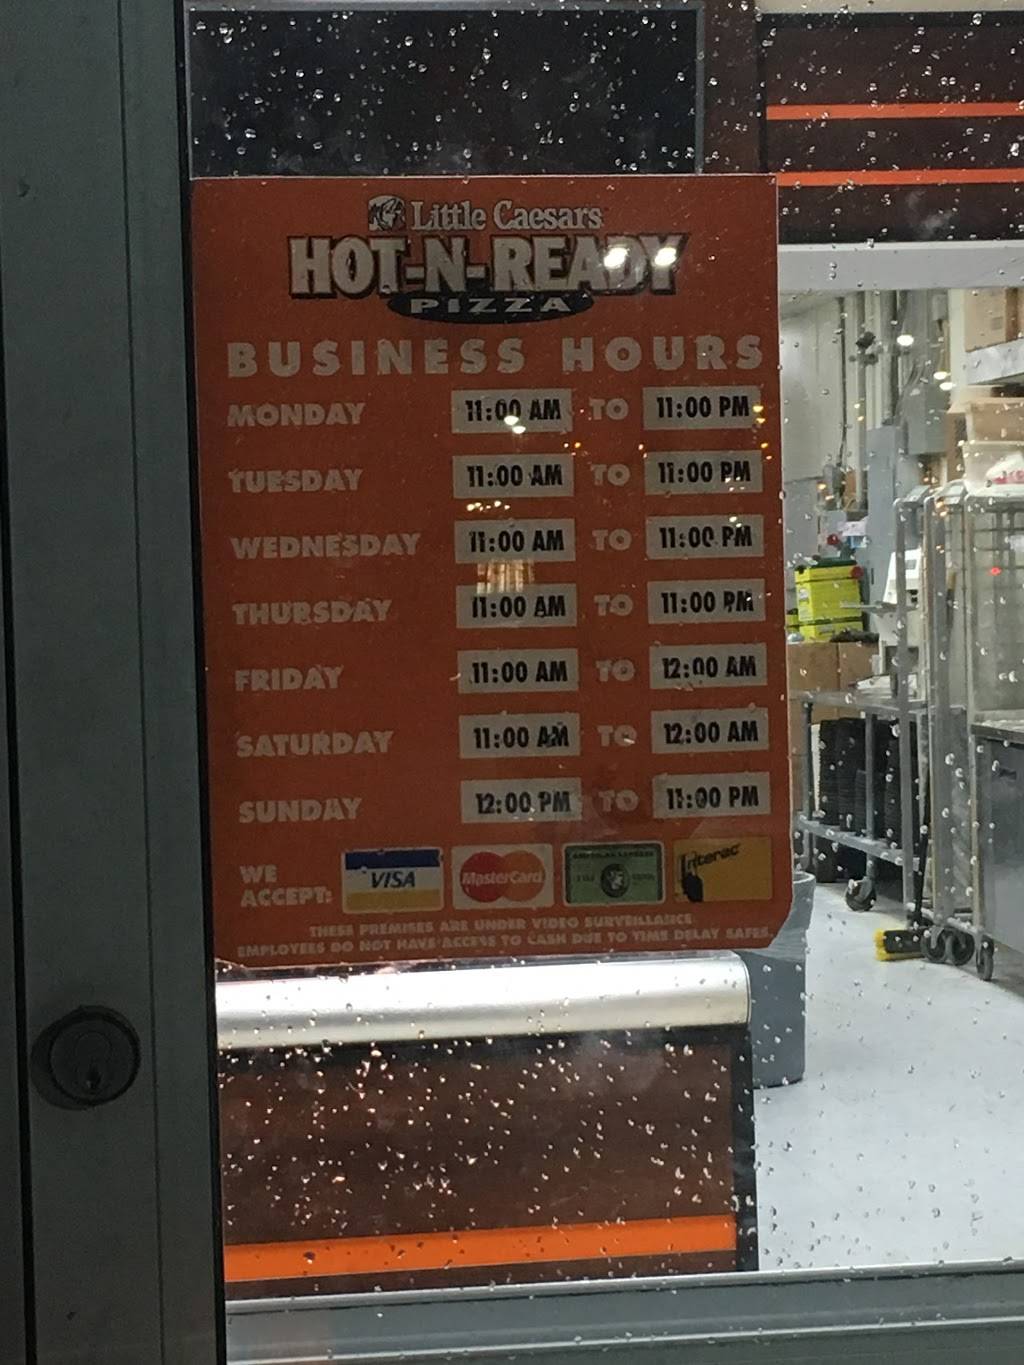 Little Caesars
HOT-N-READY
PIZZA
BUSINESS HOURS
MONDAY 11:00 AM TO 11:00 PM
TUESDAY 11:00 AM TO 11:00 PM
WEDNESDAY 11:00 AM TO 11:00 PM
THURSDAY 11:00 AM TO 11:00 PM
FRIDAY 11:00 AM TO 12:00 AM
SATURDAY 11:00 AM TO 12:00 AM
SUNDAY 12:00 PM TO 11:00 PM
WE ACCEPT: VISA MasterCard AMERICAN EXPRESS Interac
THESE PREMISES ARE UNDER VIDEO SURVEILLANCE
EMPLOYEES DO NOT HAVE ACCESS TO CASH DUE TO TIME DELAY SAFES.